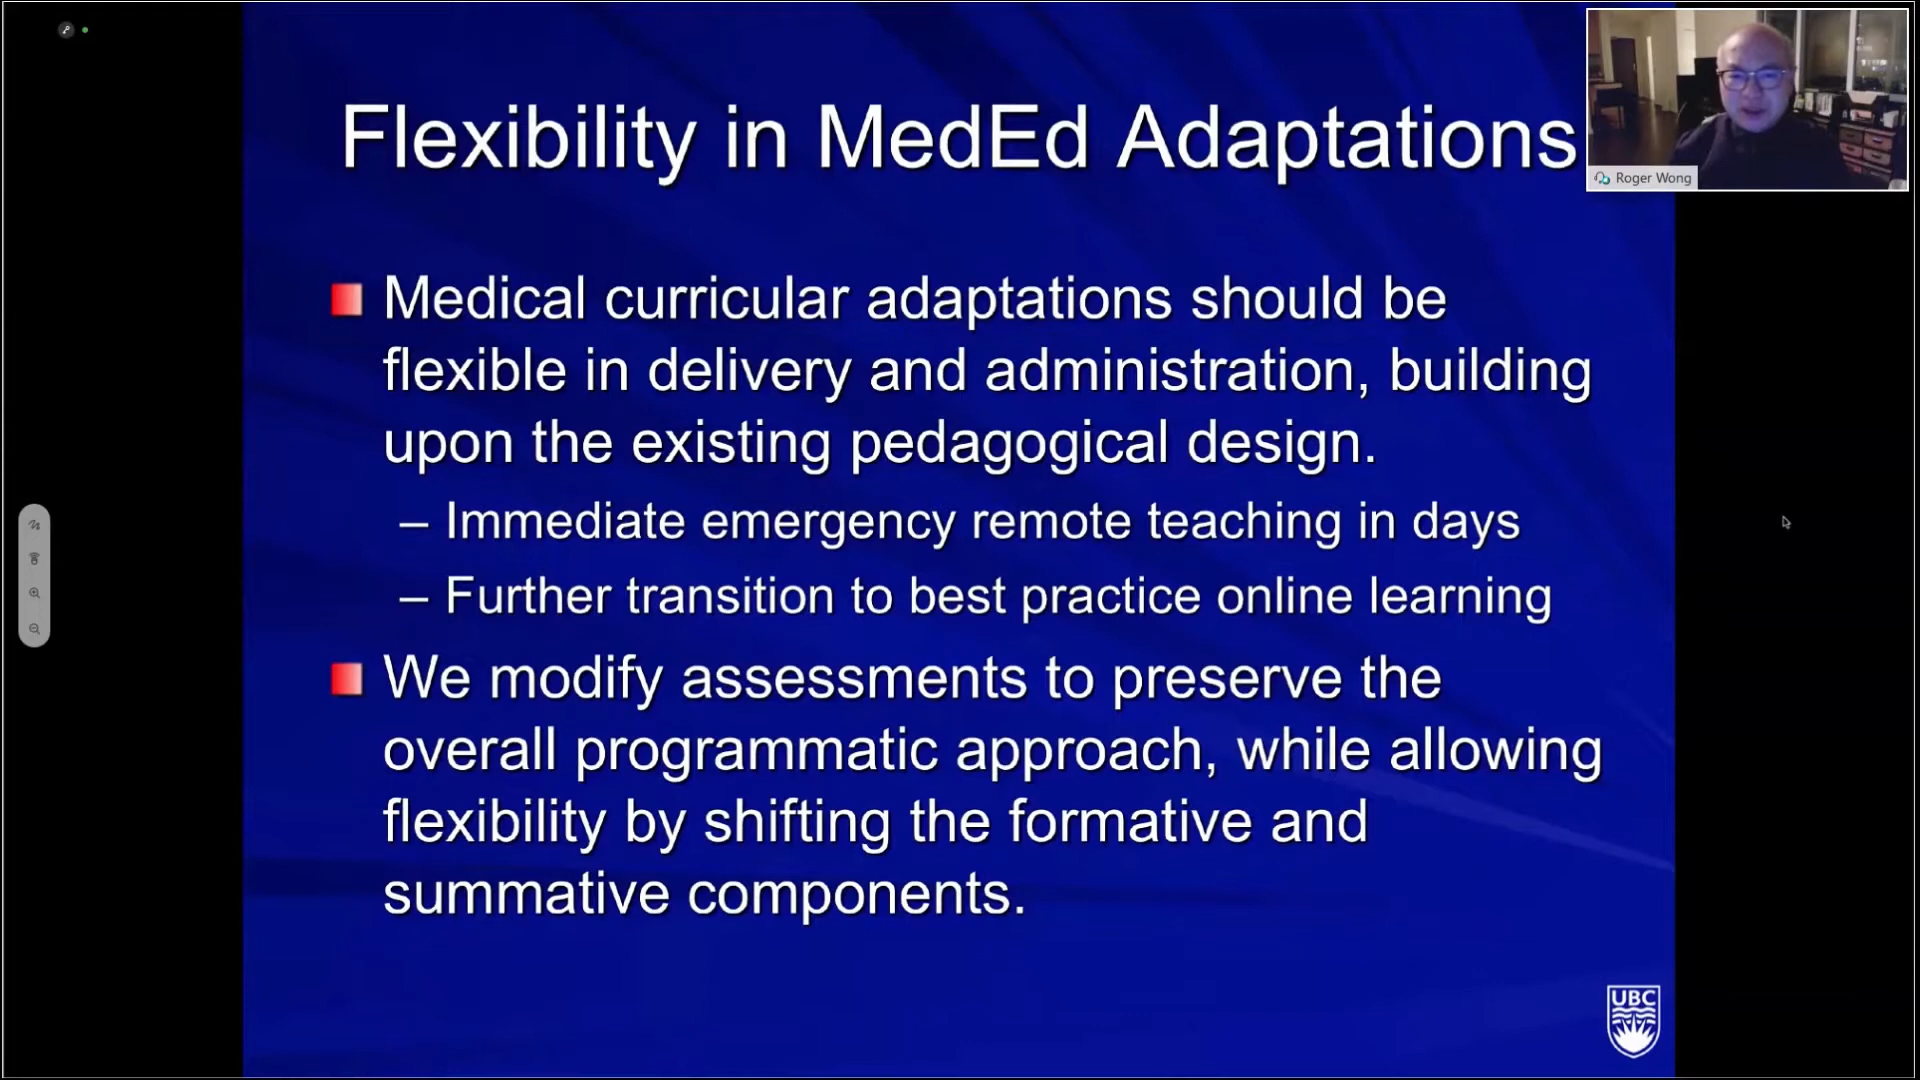 Flexibility in MedEd Adaptations
Roger Wong
Medical curricular adaptations should be
flexible in delivery and administration, building
upon the existing pedagogical design.
– Immediate emergency remote teaching in days
– Further transition to best practice online learning
We modify assessments to preserve the
overall programmatic approach, while allowing
flexibility by shifting the formative and
summative components.
UBC